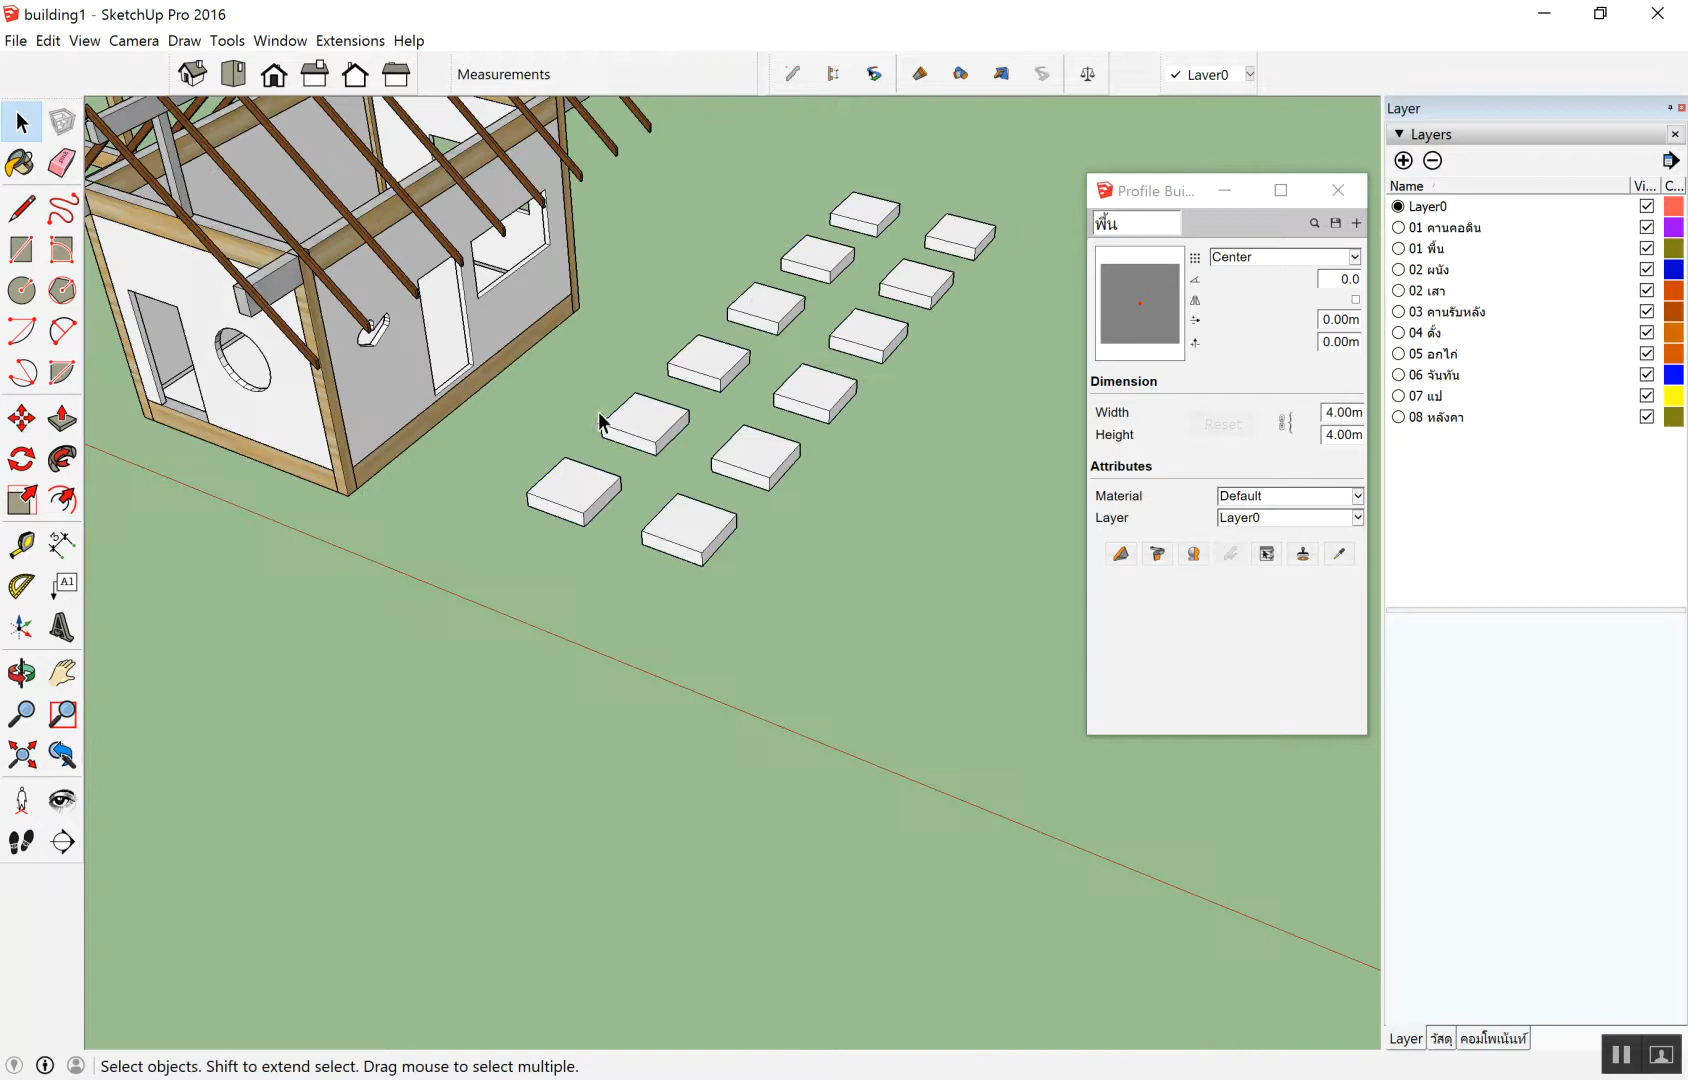 building1 - SketchUp Pro 2016
File Edit View Camera Draw Tools Window Extensions Help
Measurements
Layer0
Layer
Layers
Name Vi... C...
Layer0
01 คานคอดิน
01 พื้น
02 ผนัง
02 เสา
03 คานรับหลัง
04 ดั้ง
05 อกไก่
06 จันทัน
07 แป
08 หลังคา
Profile Bui...
พื้น
Center
0.0
0.00m
0.00m
Dimension
Width 4.00m
Reset
Height 4.00m
Attributes
Material Default
Layer Layer0
A1
Layer วัสดุ คอมโพเน้นท์
Select objects. Shift to extend select. Drag mouse to select multiple.